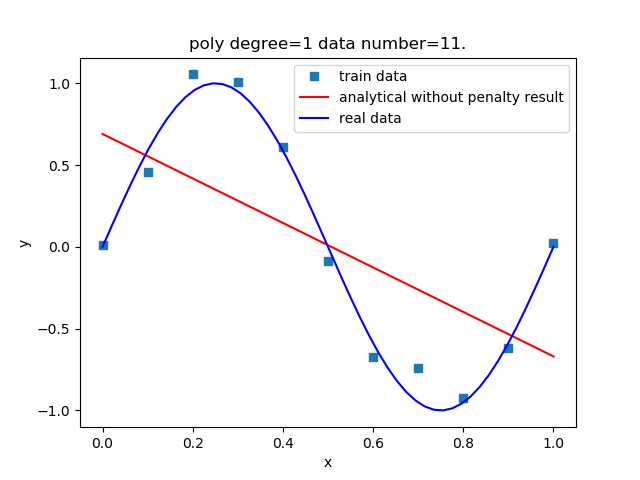 poly degree=1 data number=11.
train data
analytical without penalty result
real data
1.0
0.5
0.0
−0.5
−1.0
y
0.0
0.2
0.4
0.6
0.8
1.0
x